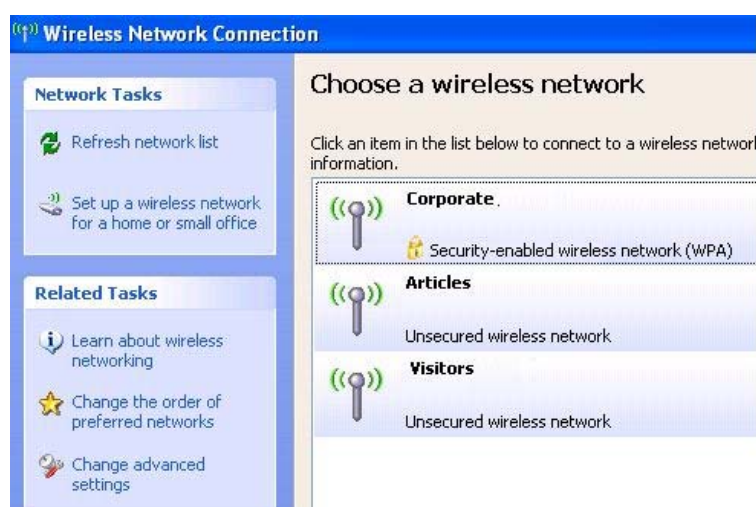 Wireless Network Connection
Network Tasks
Refresh network list
Set up a wireless network
for a home or small office
Related Tasks
Learn about wireless
networking
Change the order of
preferred networks
Change advanced
settings
Choose a wireless network
Click an item in the list below to connect to a wireless networ
information.
Corporate.
Security-enabled wireless network (WPA)
Articles
Unsecured wireless network
Visitors
Unsecured wireless network